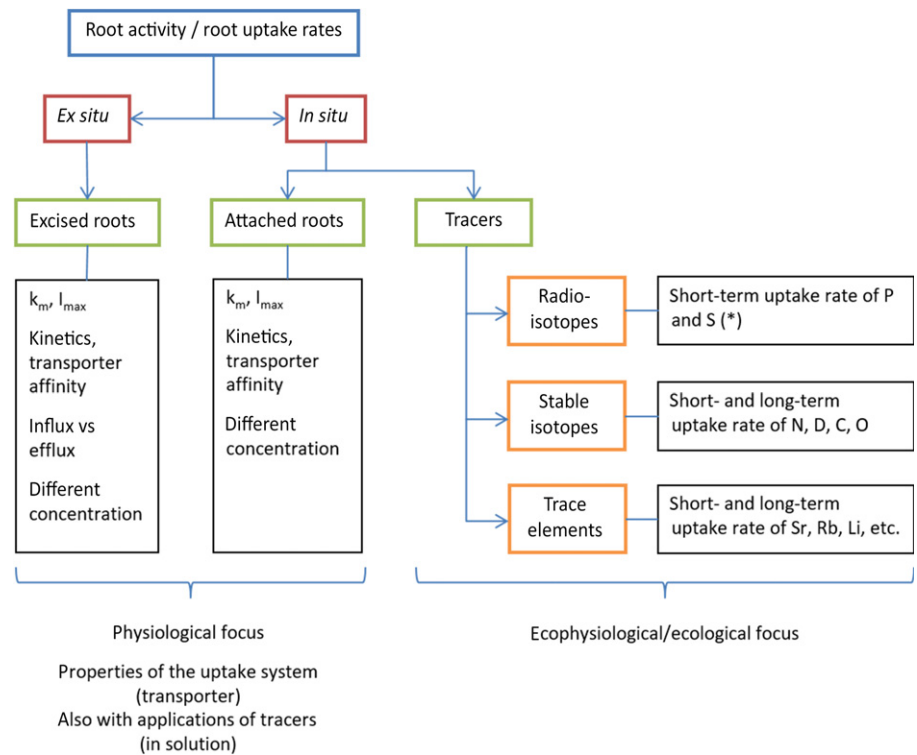 Root activity / root uptake rates
Ex situ
In situ
Excised roots
Attached roots
Tracers
km, Imax
Kinetics,
transporter
affinity
Influx vs
efflux
Different
concentration
km, Imax
Kinetics,
transporter
affinity
Different
concentration
Radio-
isotopes
Short-term uptake rate of P
and S (*)
Stable
isotopes
Short- and long-term
uptake rate of N, D, C, O
Trace
elements
Short- and long-term
uptake rate of Sr, Rb, Li, etc.
Physiological focus
Properties of the uptake system
(transporter)
Also with applications of tracers
(in solution)
Ecophysiological/ecological focus